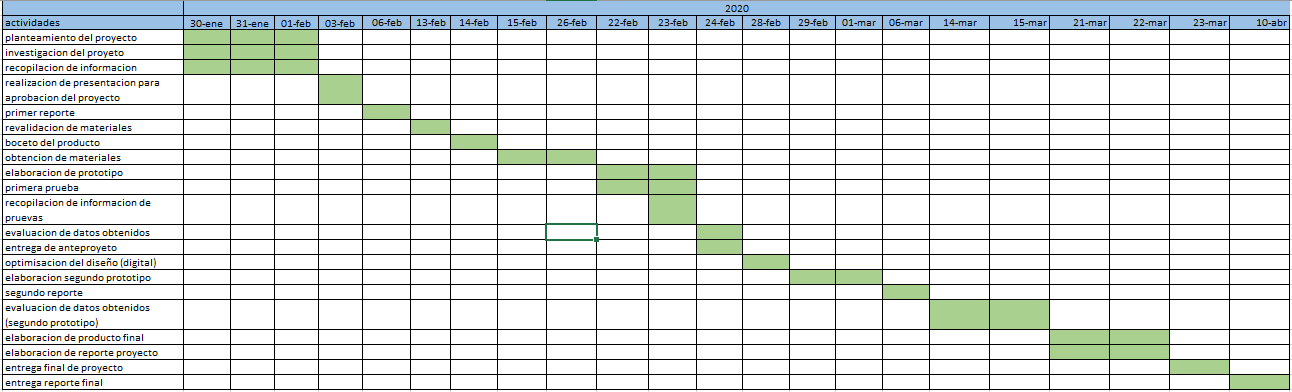 2020
actividades 30-ene 31-ene 01-feb 03-feb 06-feb 13-feb 14-feb 15-feb 26-feb 22-feb 23-feb 24-feb 28-feb 29-feb 01-mar 06-mar 14-mar 15-mar 21-mar 22-mar 23-mar 10-abr
planteamiento del proyecto
investigacion del proyeto
recopilacion de informacion
realizacion de presentacion para
aprobacion del proyecto
primer reporte
revalidacion de materiales
boceto del producto
obtencion de materiales
elaboracion de prototipo
primera prueba
recopilacion de informacion de
pruevas
evaluacion de datos obtenidos
entrega de anteproyeto
optimisacion del diseño (digital)
elaboracion segundo prototipo
segundo reporte
evaluacion de datos obtenidos
(segundo prototipo)
elaboracion de producto final
elaboracion de reporte proyecto
entrega final de proyecto
entrega reporte final